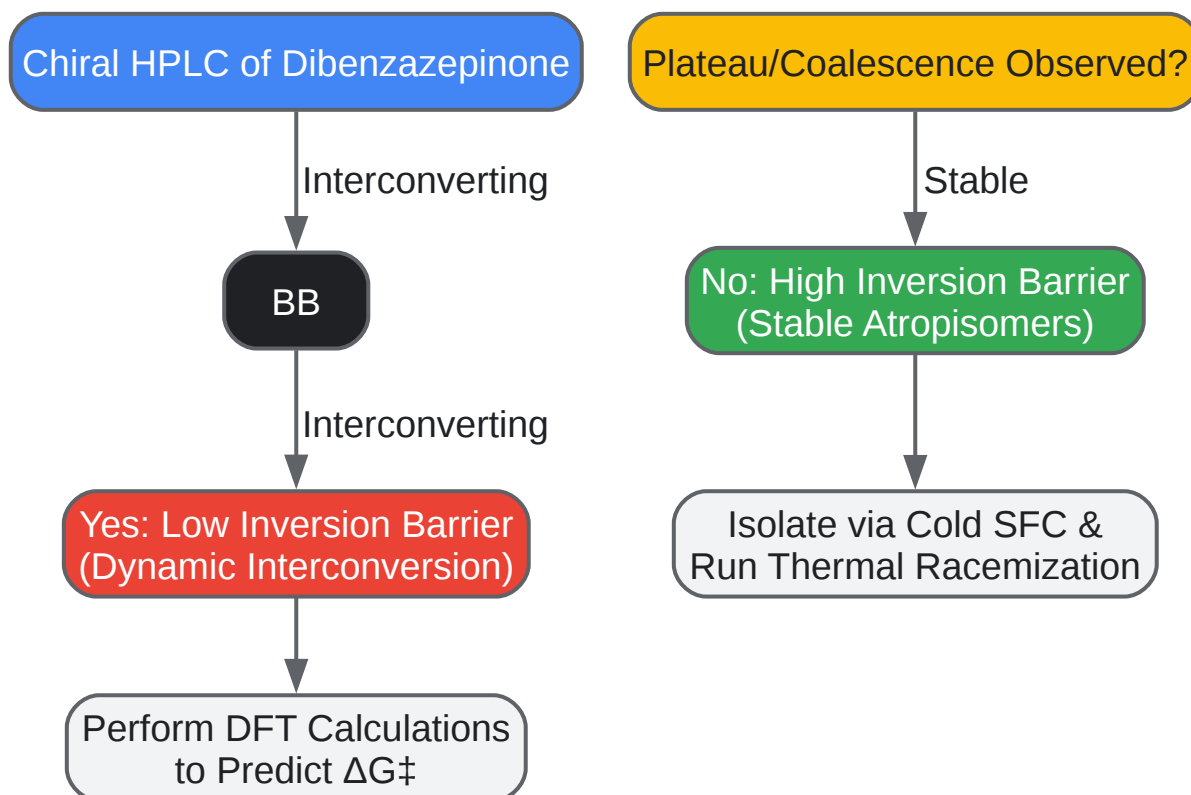 Chiral HPLC of Dibenzazepinone
Plateau/Coalescence Observed?
Interconverting
Stable
BB
No: High Inversion Barrier
(Stable Atropisomers)
Interconverting
Yes: Low Inversion Barrier
(Dynamic Interconversion)
Isolate via Cold SFC &
Run Thermal Racemization
Perform DFT Calculations
to Predict ΔG‡